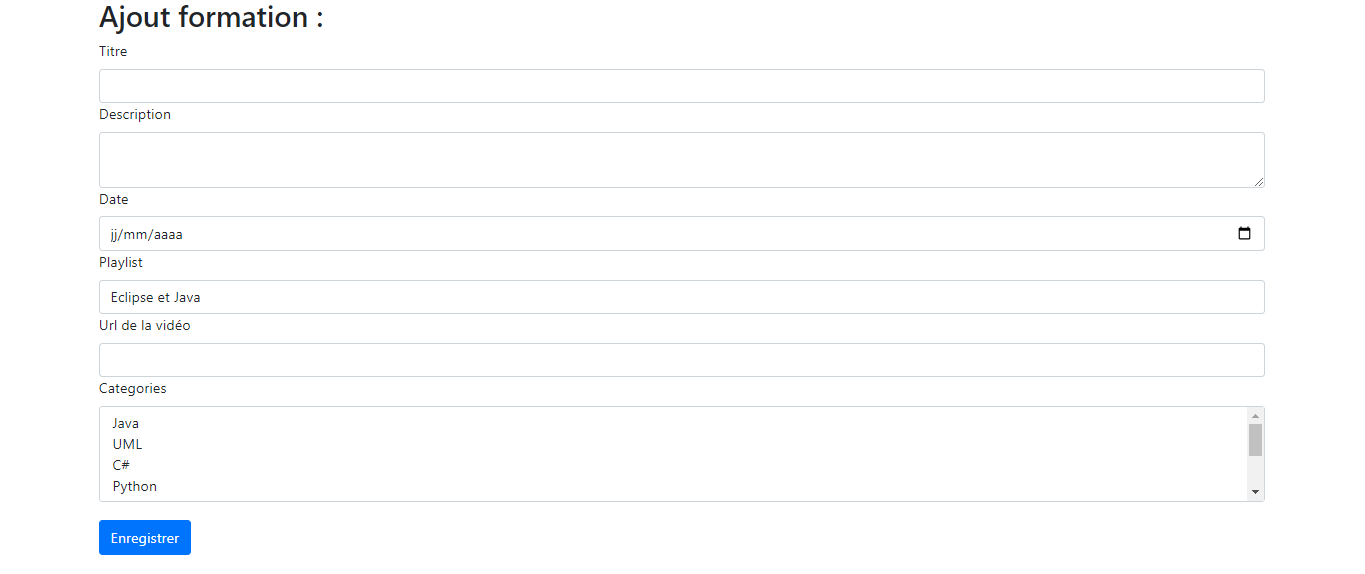 Ajout formation :
Titre
Description
Date
jj/mm/aaaa
Playlist
Eclipse et Java
Url de la vidéo
Categories
Java
UML
C#
Python
Enregistrer